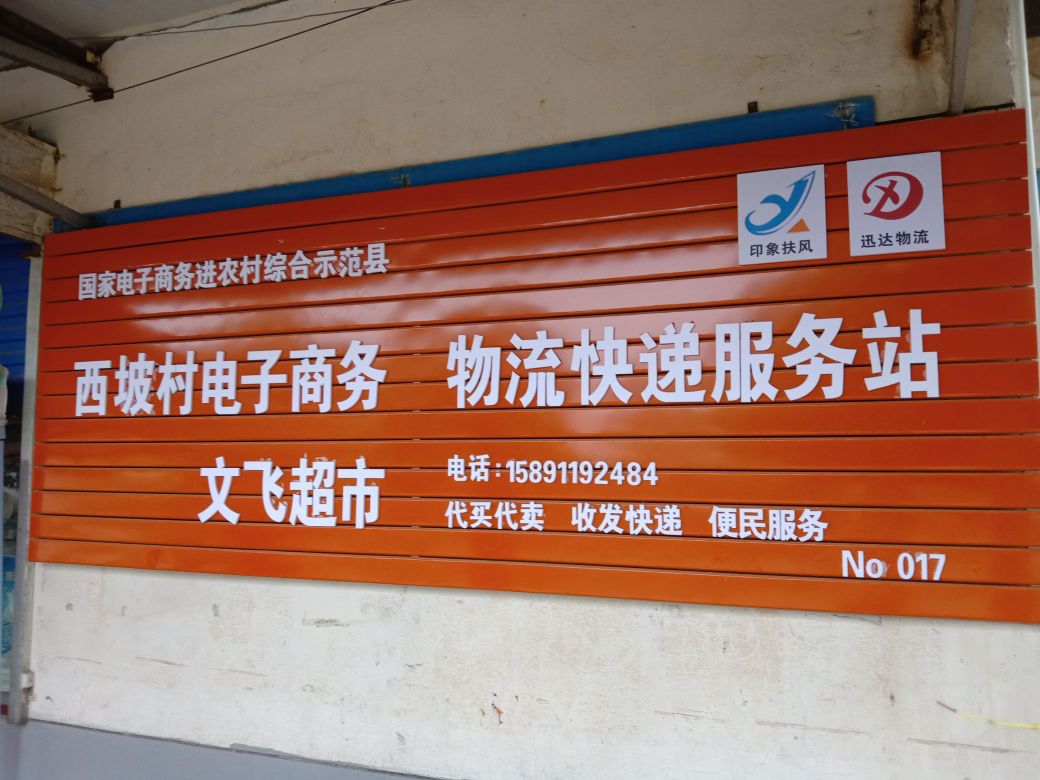 印象扶风
迅达物流
国家电子商务进农村综合示范县
西坡村电子商务 物流快递服务站
文飞超市
电话:15891192484
代买代卖 收发快递 便民服务
No 017